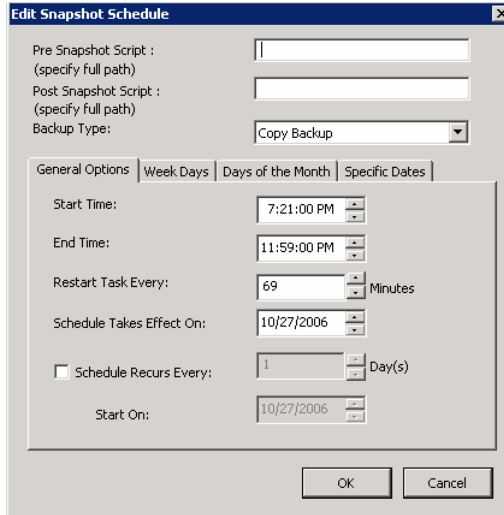 Edit Snapshot Schedule
Pre Snapshot Script :
(specify full path)
Post Snapshot Script :
(specify full path)
Backup Type: Copy Backup
General Options Week Days Days of the Month Specific Dates
Start Time: 7:21:00 PM
End Time: 11:59:00 PM
Restart Task Every: 69 Minutes
Schedule Takes Effect On: 10/27/2006
Schedule Recurs Every: 1 Day(s)
Start On: 10/27/2006
OK Cancel